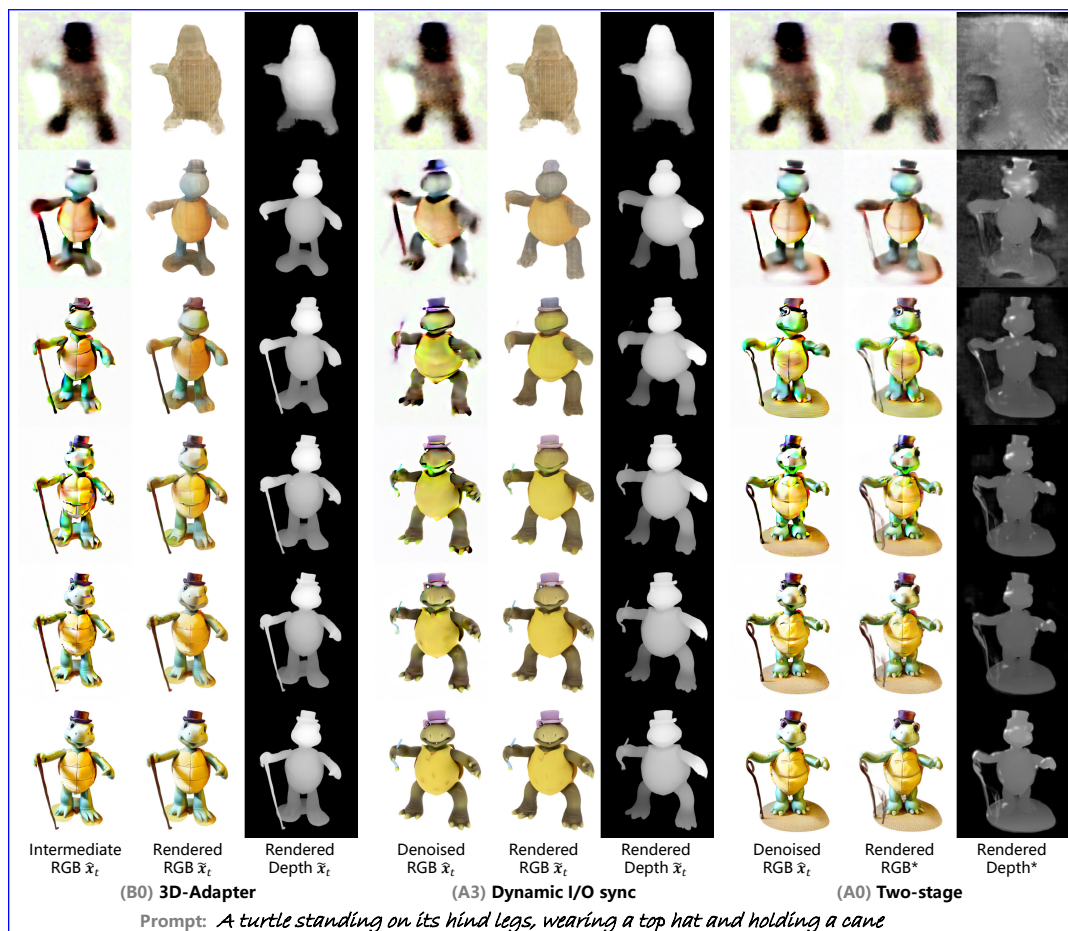 Intermediate RGB x̂ₜ
Rendered RGB x̃ₜ
Rendered Depth x̃ₜ
Denoised RGB x̂ₜ
Rendered RGB x̃ₜ
Rendered Depth x̃ₜ
Denoised RGB x̂ₜ
Rendered RGB*
Rendered Depth*
(B0) 3D-Adapter
(A3) Dynamic I/O sync
(A0) Two-stage
Prompt: A turtle standing on its hind legs, wearing a top hat and holding a cane